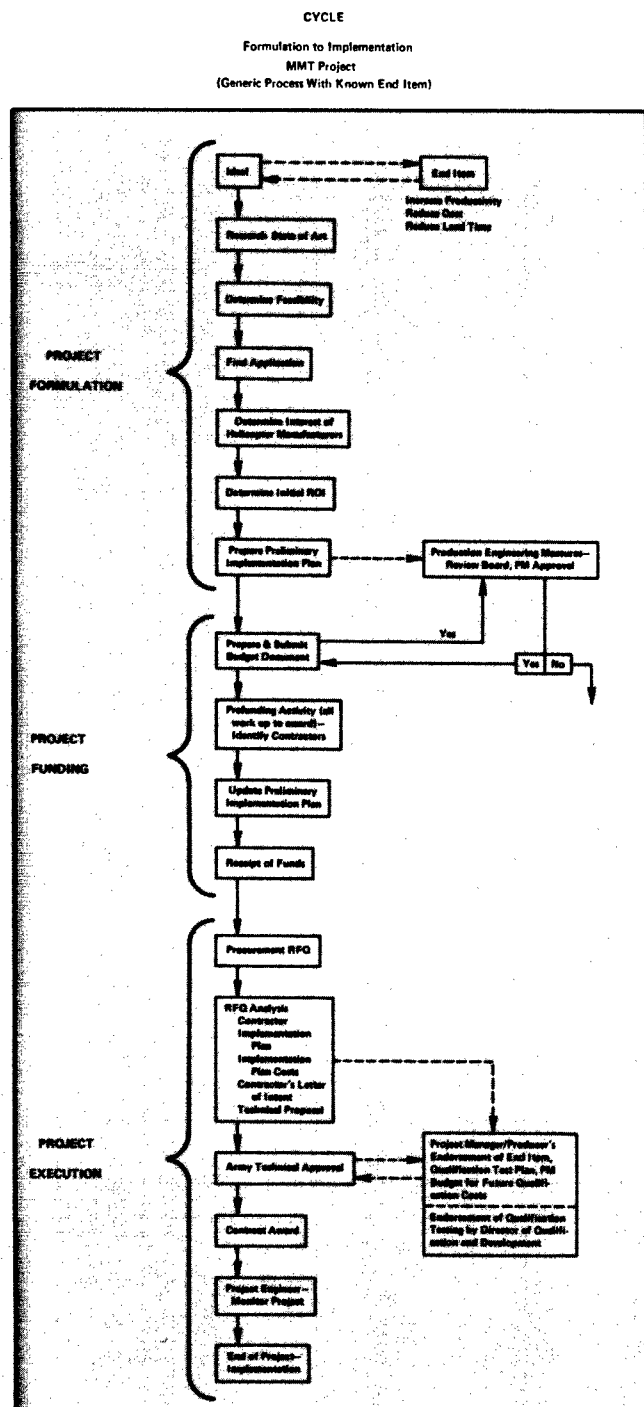 CYCLE
Formulation to Implementation
MMT Project
(Generic Process With Known End Item)
PROJECT
FORMULATION
Idea!
End Item
Increase Productivity
Reduce Cost
Reduce Lead Time
Research State of Art
Determine Feasibility
Find Application
Determine Interest of
Helicopter Manufacturers
Determine Initial ROI
Prepare Preliminary
Implementation Plan
Production Engineering Measures—
Review Board, PM Approval
PROJECT
FUNDING
Prepare & Submit
Budget Document
Yes
Yes No
Prefunding Activity (all
work up to award)—
Identify Contractors
Update Preliminary
Implementation Plan
Receipt of Funds
PROJECT
EXECUTION
Procurement RFQ
RFQ Analysis
Contractor
Implementation
Plan
Implementation
Plan Costs
Contractor's Letter
of Intent
Technical Proposal
Army Technical Approval
Project Manager/Producer's
Endorsement of End Item,
Qualification Test Plan, PM
Budget for Future Qualifi-
cation Costs
Endorsement of Qualification
Testing by Director of Qualifi-
cation and Development
Contract Award
Project Engineer—
Monitor Project
End of Project—
Implementation